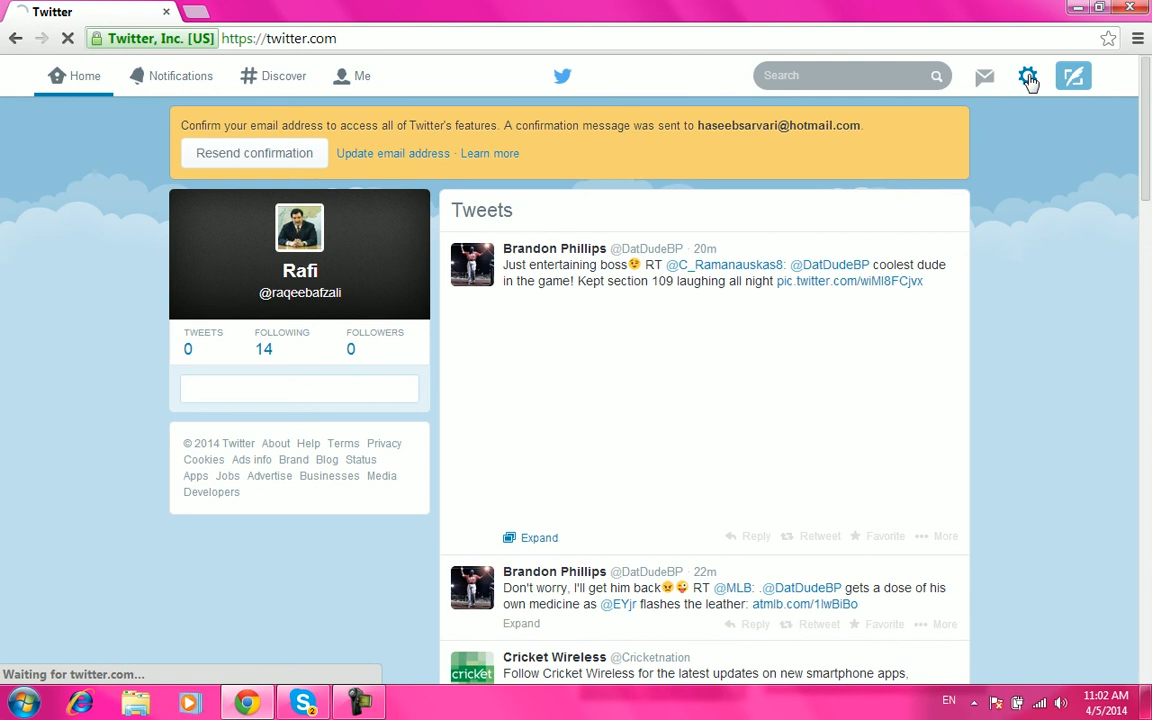 Twitter
Twitter, Inc. [US] https://twitter.com
Home Notifications Discover Me Search
Confirm your email address to access all of Twitter's features. A confirmation message was sent to haseebsarvari@hotmail.com.
Resend confirmation Update email address · Learn more
Rafi
@raqeebafzali
TWEETS FOLLOWING FOLLOWERS
0 14 0
© 2014 Twitter About Help Terms Privacy
Cookies Ads info Brand Blog Status
Apps Jobs Advertise Businesses Media
Developers
Tweets
Brandon Phillips @DatDudeBP · 20m
Just entertaining boss😉 RT @C_Ramanauskas8: @DatDudeBP coolest dude
in the game! Kept section 109 laughing all night pic.twitter.com/wiMl8FCjvx
Expand Reply Retweet Favorite More
Brandon Phillips @DatDudeBP · 22m
Don't worry, I'll get him back😠😜 RT @MLB: .@DatDudeBP gets a dose of his
own medicine as @EYjr flashes the leather: atmlb.com/1lwBiBo
Expand Reply Retweet Favorite More
Cricket Wireless @Cricketnation
cricket Follow Cricket Wireless for the latest updates on new smartphone apps,
Waiting for twitter.com...
2
EN
11:02 AM
4/5/2014